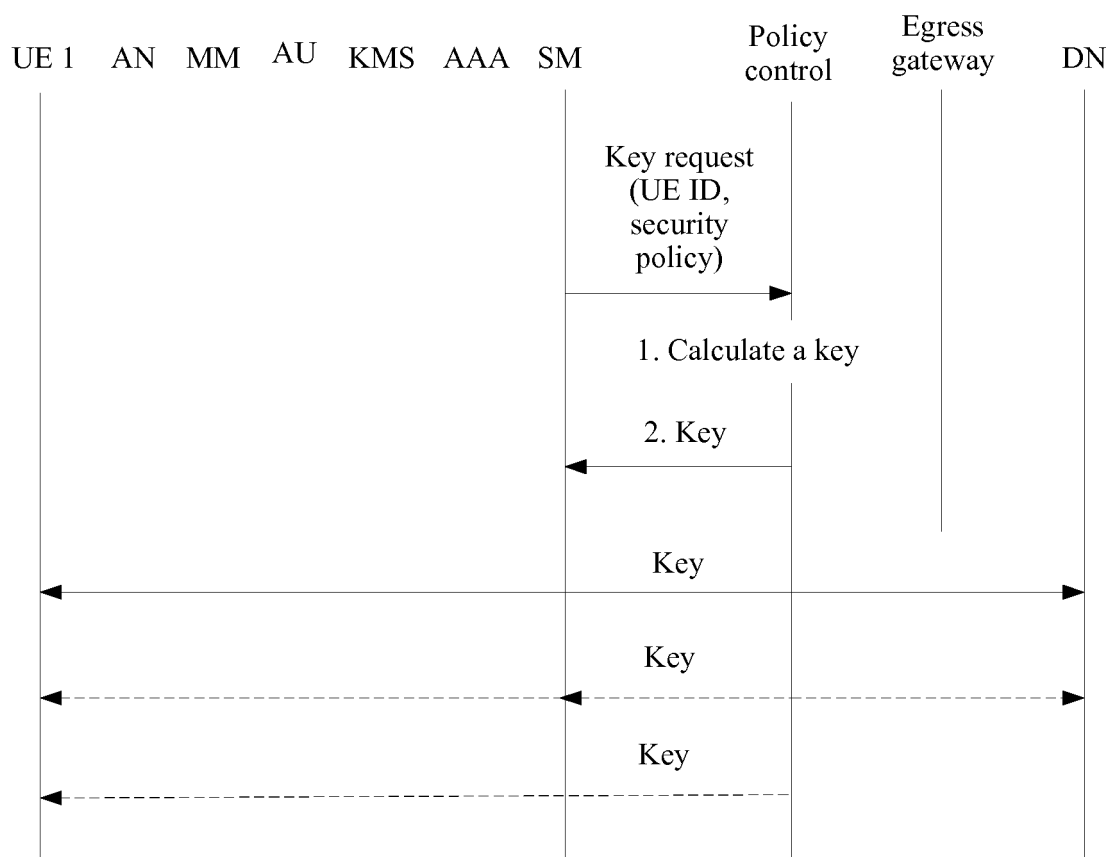 UE 1 AN MM AU KMS AAA SM Policy control Egress gateway DN
Key request
(UE ID,
security
policy)
1. Calculate a key
2. Key
Key
Key
Key